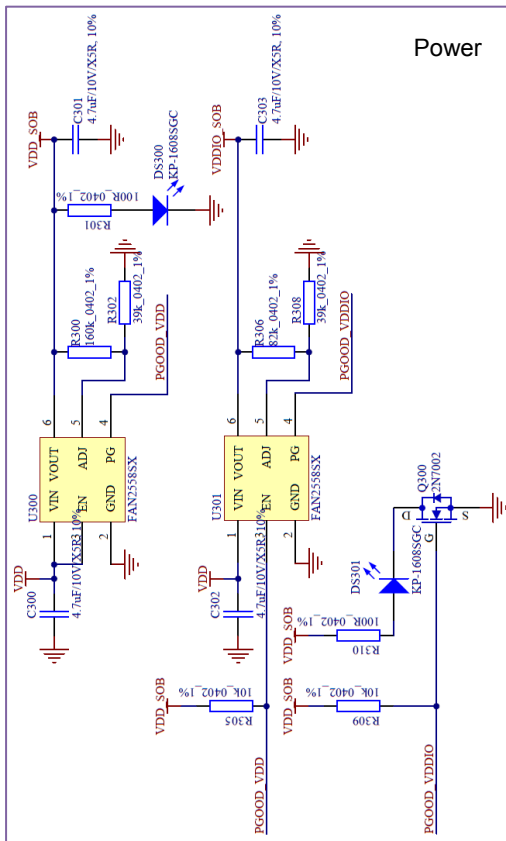 Power
VDD_SOB
C301
4.7uF/10V/X5R, 10%
100R_0402_1%
R301
DS300
KP-1608SGC
R300
160k_0402_1%
R302
39k_0402_1%
PGOOD_VDD
U300
6
5
4
VOUT
ADJ
PG
VIN
EN
GND
1
3
2
FAN2558SX
VDD
C300
4.7uF/10V/X5R 10%
VDDIO_SOB
C303
4.7uF/10V/X5R, 10%
R306
82k_0402_1%
R308
39k_0402_1%
PGOOD_VDDIO
U301
6
5
4
VOUT
ADJ
PG
VIN
EN
GND
1
3
2
FAN2558SX
VDD
C302
4.7uF/10V/X5R 10%
VDD_SOB
10k_0402_1%
R305
PGOOD_VDD
VDD_SOB
100R_0402_1%
R310
DS301
KP-1608SGC
D
G
S
Q300
2N7002
VDD_SOB
10k_0402_1%
R309
PGOOD_VDDIO